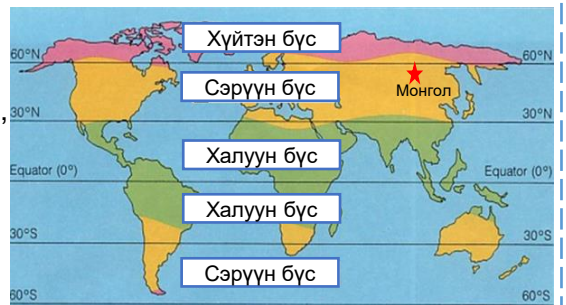 Хүйтэн бүс
60°N
60°N
Сэрүүн бүс
Монгол
,
30°N
30°N
Халуун бүс
Equator (0°)
Equator (0°)
Халуун бүс
30°S
30°S
Сэрүүн бүс
60°S
60°S